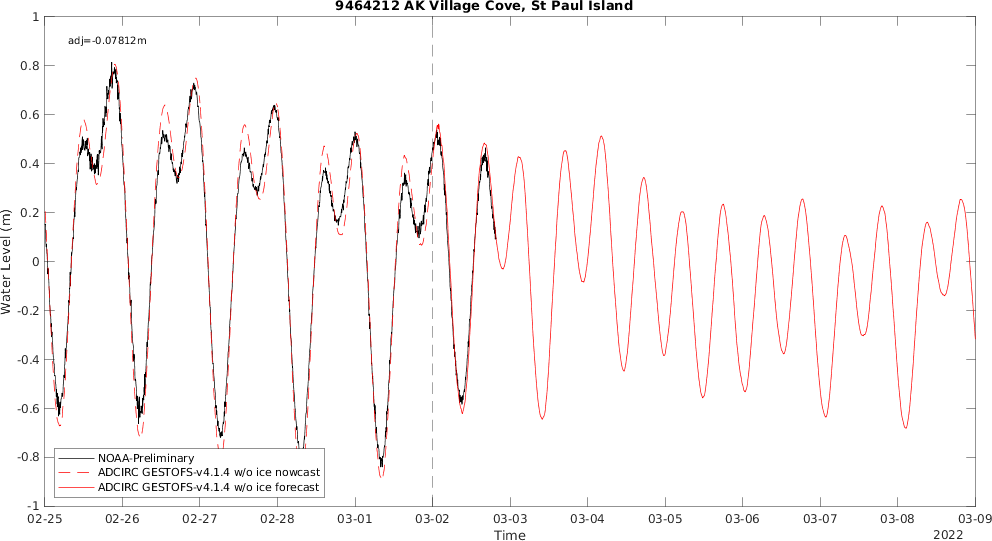 9464212 AK Village Cove, St Paul Island
adj=-0.07812m
Water Level (m)
1
0.8
0.6
0.4
0.2
0
-0.2
-0.4
-0.6
-0.8
-1
NOAA-Preliminary
ADCIRC GESTOFS-v4.1.4 w/o ice nowcast
ADCIRC GESTOFS-v4.1.4 w/o ice forecast
02-25 02-26 02-27 02-28 03-01 03-02 03-03 03-04 03-05 03-06 03-07 03-08 03-09
Time
2022